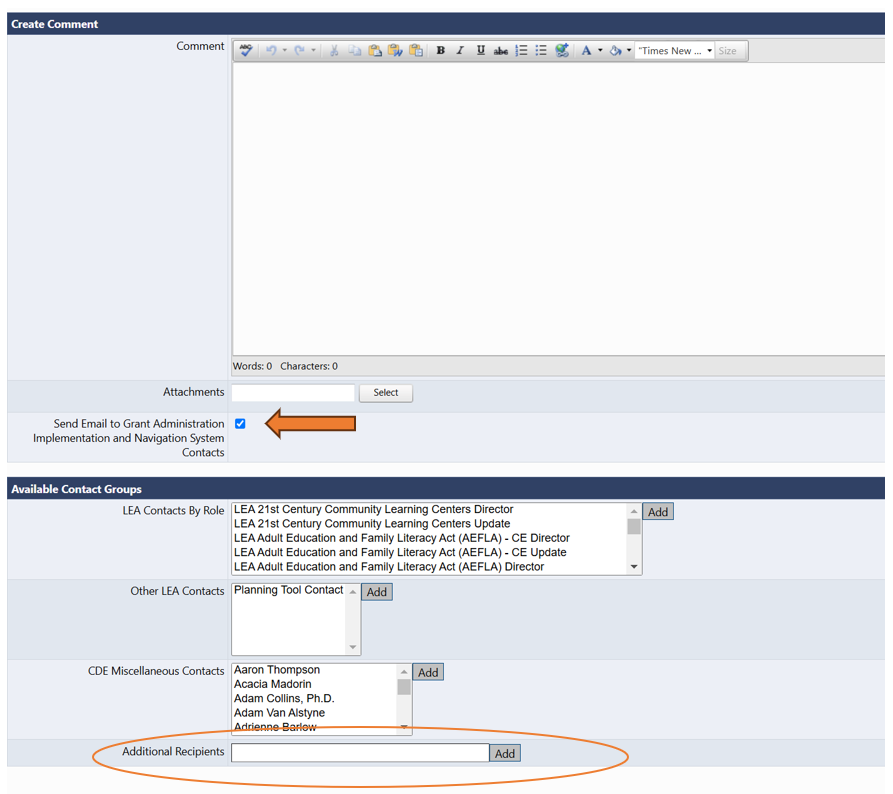 Create Comment
Comment
ABC
B I U abc A "Times New ... Size
Words: 0 Characters: 0
Attachments
Select
Send Email to Grant Administration
Implementation and Navigation System
Contacts
Available Contact Groups
LEA Contacts By Role
LEA 21st Century Community Learning Centers Director
LEA 21st Century Community Learning Centers Update
LEA Adult Education and Family Literacy Act (AEFLA) - CE Director
LEA Adult Education and Family Literacy Act (AEFLA) - CE Update
LEA Adult Education and Family Literacy Act (AEFLA) Director
Add
Other LEA Contacts
Planning Tool Contact
Add
CDE Miscellaneous Contacts
Aaron Thompson
Acacia Madorin
Adam Collins, Ph.D.
Adam Van Alstyne
Adrienne Barlow
Add
Additional Recipients
Add